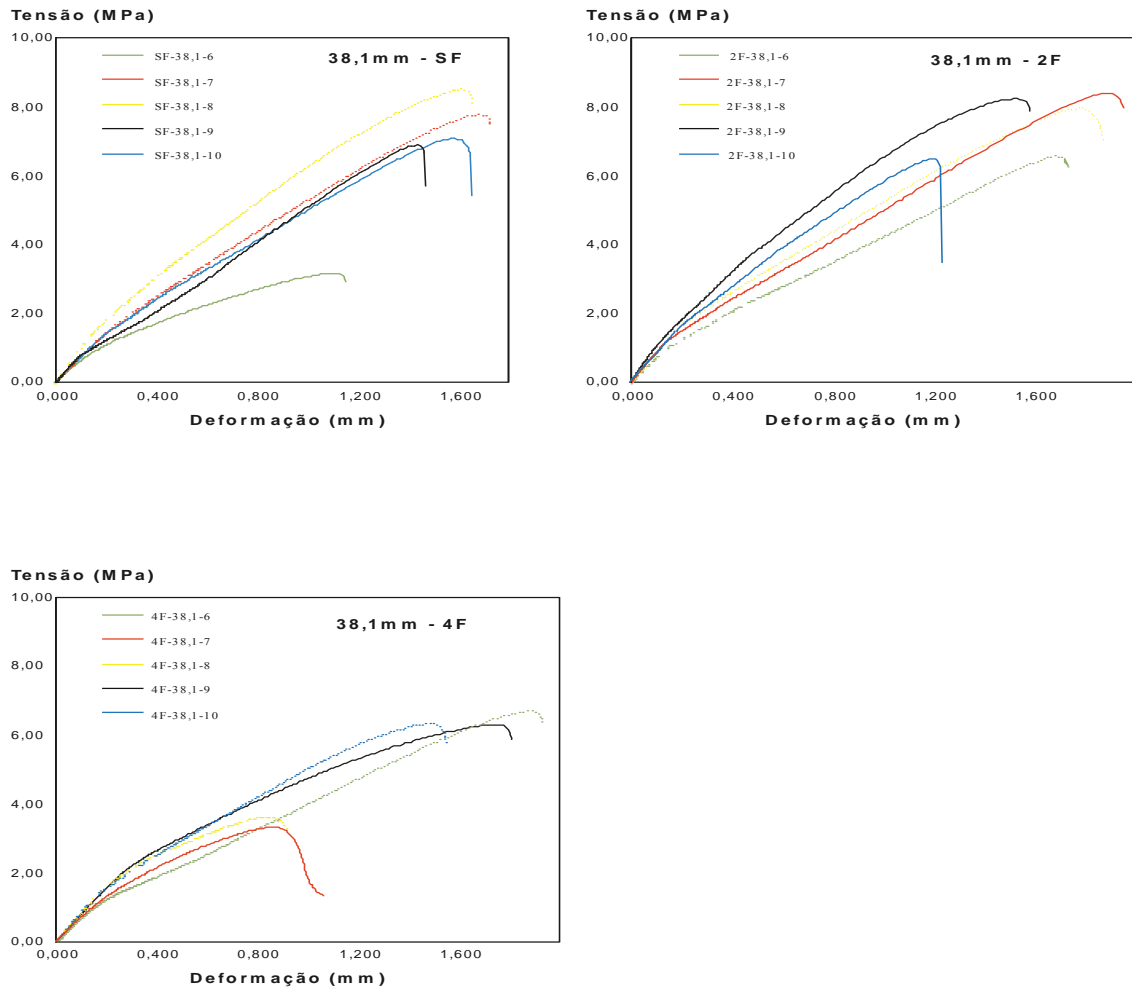 Tensão (MPa)
10,00
8,00
6,00
4,00
2,00
0,00
38,1mm - SF
SF-38,1-6
SF-38,1-7
SF-38,1-8
SF-38,1-9
SF-38,1-10
0,000 0,400 0,800 1,200 1,600
Deformação (mm)
Tensão (MPa)
10,00
8,00
6,00
4,00
2,00
0,00
38,1mm - 2F
2F-38,1-6
2F-38,1-7
2F-38,1-8
2F-38,1-9
2F-38,1-10
0,000 0,400 0,800 1,200 1,600
Deformação (mm)
Tensão (MPa)
10,00
8,00
6,00
4,00
2,00
0,00
38,1mm - 4F
4F-38,1-6
4F-38,1-7
4F-38,1-8
4F-38,1-9
4F-38,1-10
0,000 0,400 0,800 1,200 1,600
Deformação (mm)